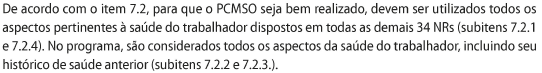 De acordo com o item 7.2, para que o PCMSO seja bem realizado, devem ser utilizados todos os
aspectos pertinentes à saúde do trabalhador dispostos em todas as demais 34 NRs (subitens 7.2.1
e 7.2.4). No programa, são considerados todos os aspectos da saúde do trabalhador, incluindo seu
histórico de saúde anterior (subitens 7.2.2 e 7.2.3.).